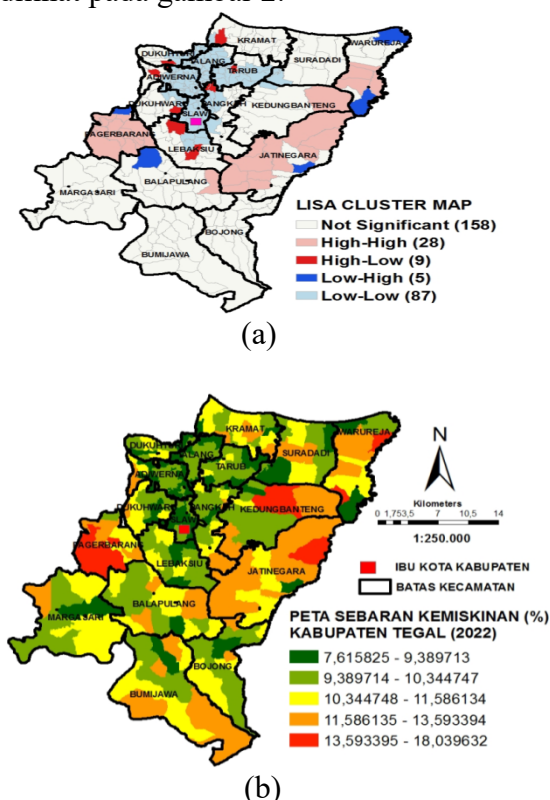 dilihat pada gambar 2.
KRAMAT
WARUREJA
DUKUHTURI
TALANG
SURADADI
TARUB
ADIWERNA
DUKUHWARU
PANGKAH
KEDUNGBANTENG
SLAWI
PAGERBARANG
LEBAKSIU
JATINEGARA
MARGASARI
BALAPULANG
BOJONG
BUMIJAWA
LISA CLUSTER MAP
Not Significant (158)
High-High (28)
High-Low (9)
Low-High (5)
Low-Low (87)
(a)
KRAMAT
WARUREJA
DUKUHTURI
TALANG
SURADADI
ADIWERNA
TARUB
DUKUHWARU
PANGKAH
KEDUNGBANTENG
SLAWI
PAGERBARANG
LEBAKSIU
JATINEGARA
MARGASARI
BALAPULANG
BOJONG
BUMIJAWA
N
Kilometers
0 1,753,5 7 10,5 14
1:250.000
IBU KOTA KABUPATEN
BATAS KECAMATAN
PETA SEBARAN KEMISKINAN (%)
KABUPATEN TEGAL (2022)
7,615825 - 9,389713
9,389714 - 10,344747
10,344748 - 11,586134
11,586135 - 13,593394
13,593395 - 18,039632
(b)